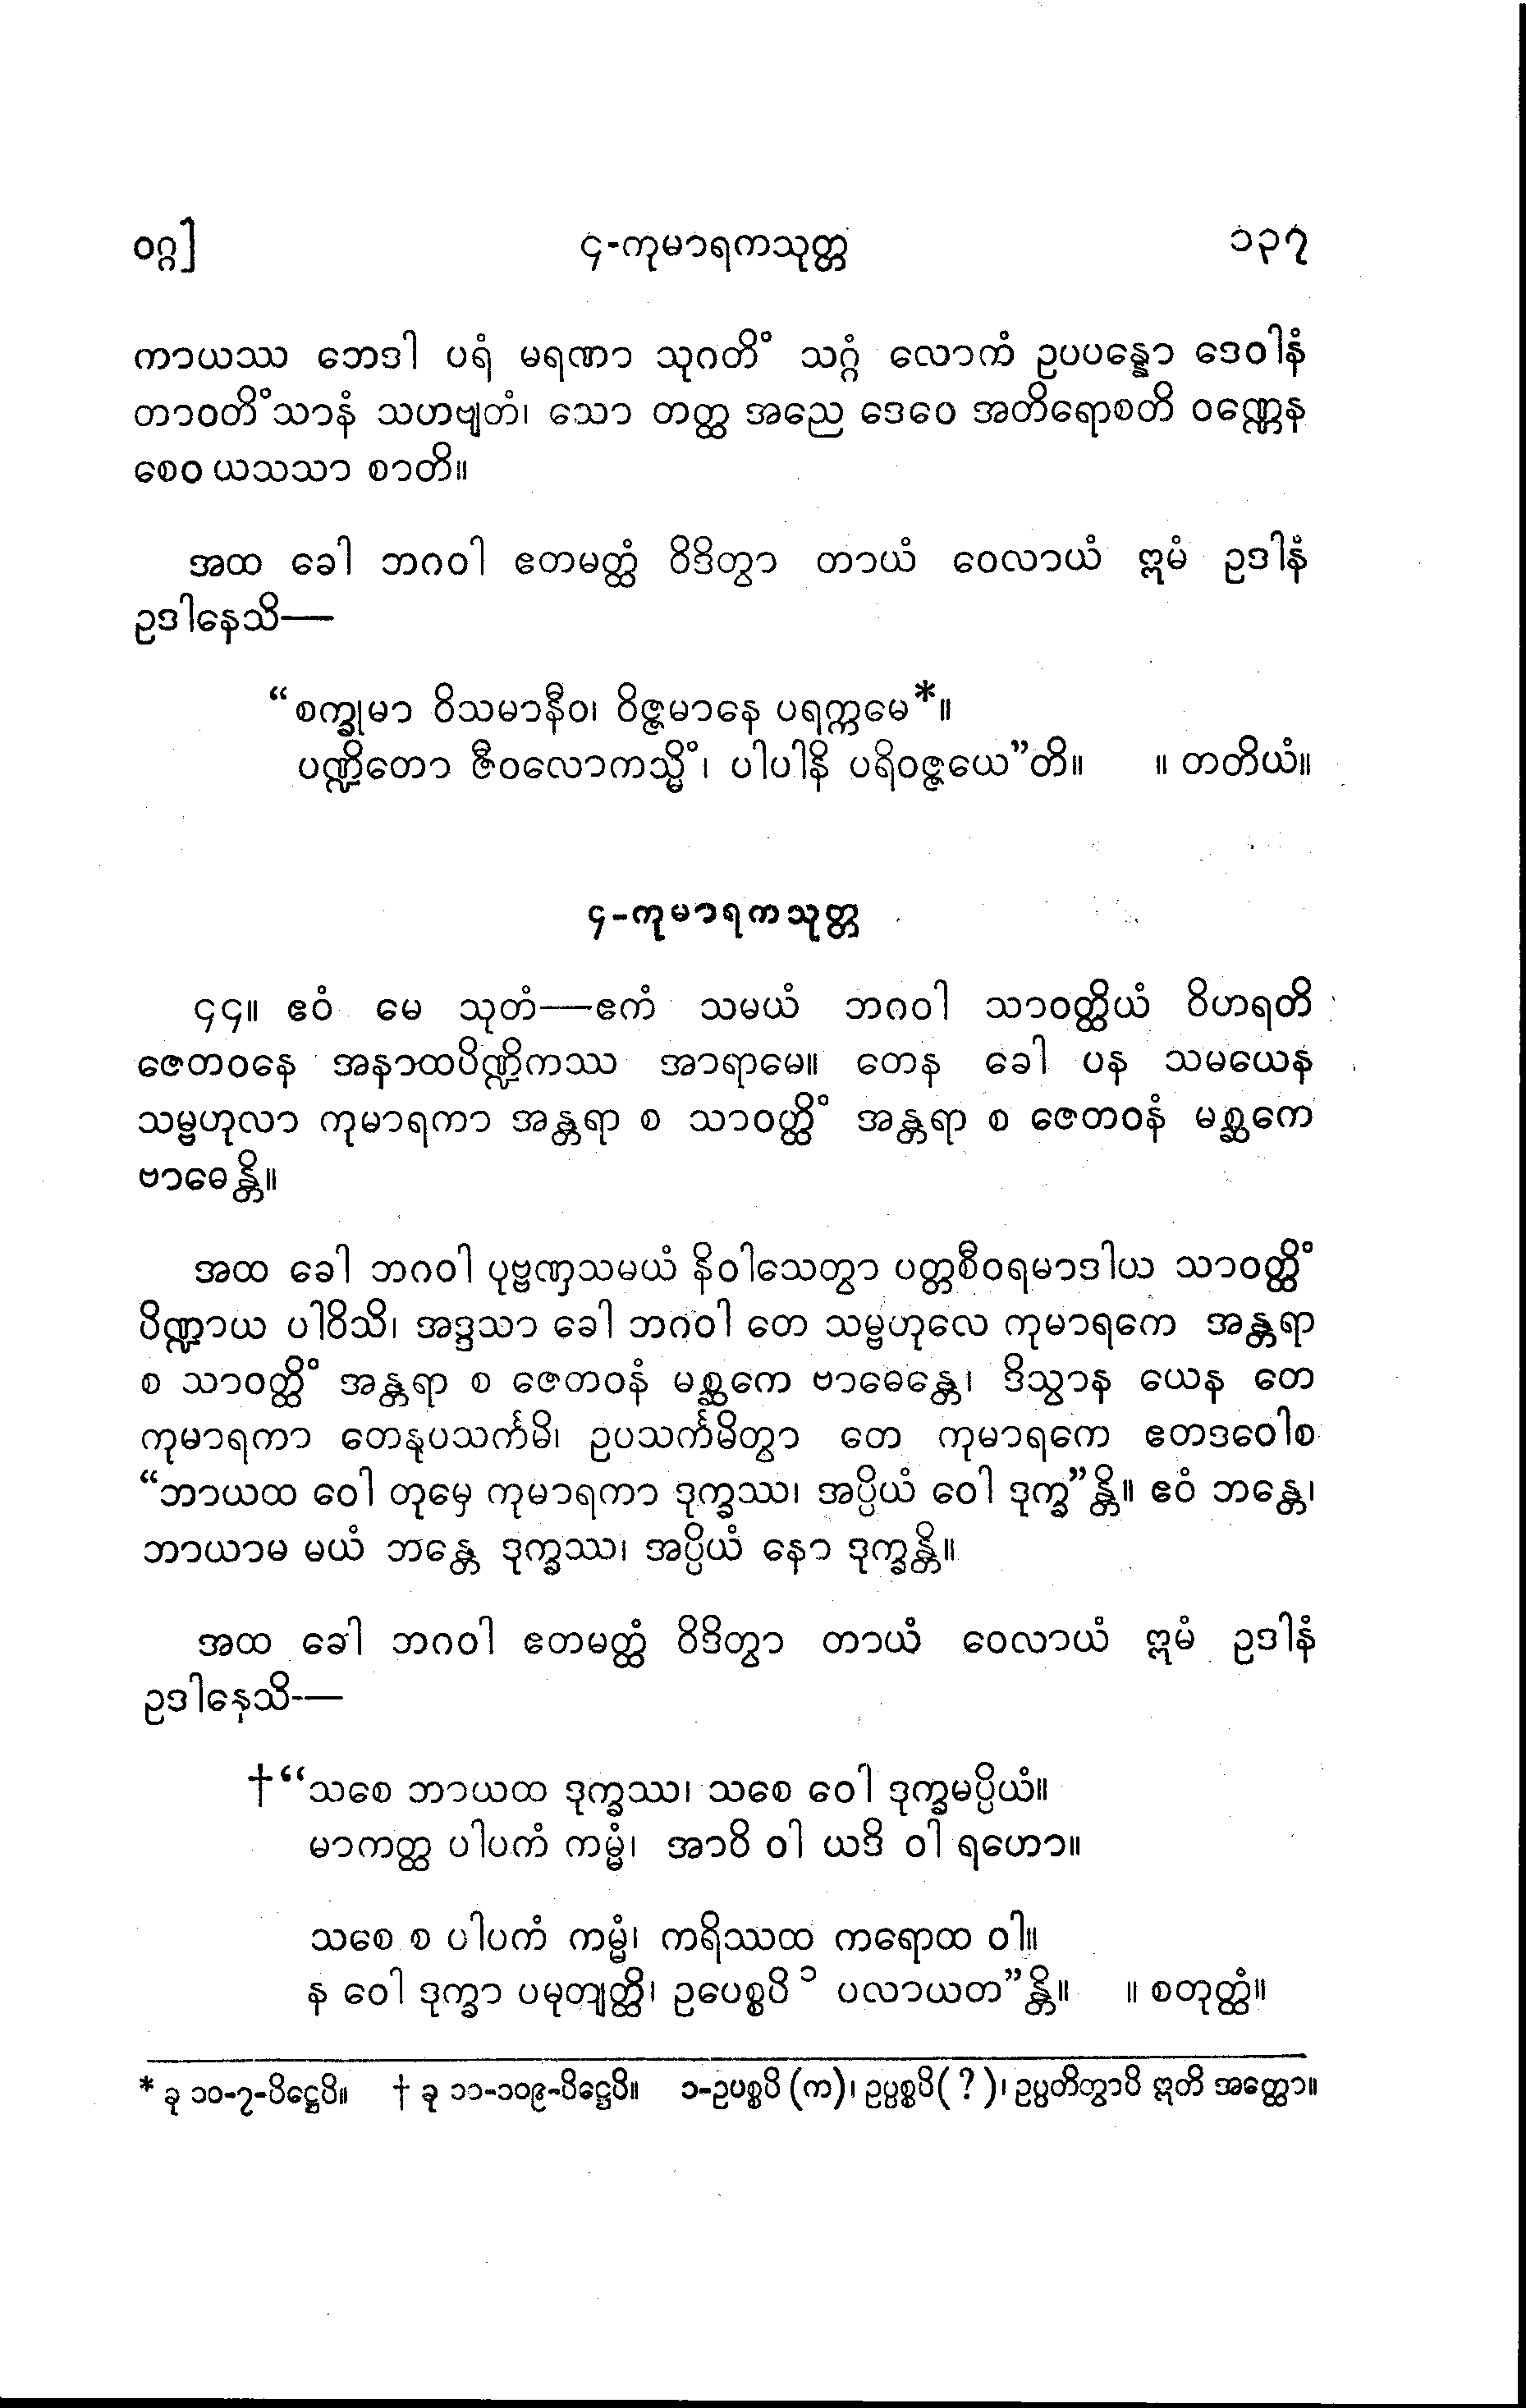 ဝဂ္ဂ] ၄-ကုမာရကသုတ္တ ၁၃၇
ကာယဿ ဘေဒါ ပရံ မရဏာ သုဂတိံ သဂ္ဂံ လောကံ ဥပပန္နော ဒေဝါနံ
တာဝတိံသာနံ သဟဗျတံ၊ သော တတ္ထ အညေ ဒေဝေ အတိရောစတိ ဝဏ္ဏေန
စေဝ ယသသာ စာတိ။
အထ ခေါ ဘဂဝါ ဧတမတ္ထံ ဝိဒိတွာ တာယံ ဝေလာယံ ဣမံ ဥဒါနံ
ဥဒါနေသိ—
“စက္ခုမာ ဝိသမာနီဝ၊ ဝိဇ္ဇမာနေ ပရက္ကမေ*။
ပဏ္ဍိတော ဇီဝလောကသ္မိံ၊ ပါပါနိ ပရိဝဇ္ဇယေ”တိ။ ။ တတိယံ။
၄-ကုမာရကသုတ္တ
၄၄။ ဧဝံ မေ သုတံ—ဧကံ သမယံ ဘဂဝါ သာဝတ္ထိယံ ဝိဟရတိ
ဇေတဝနေ အနာထပိဏ္ဍိကဿ အာရာမေ။ တေန ခေါ ပန သမယေန
သမ္ဗဟုလာ ကုမာရကာ အန္တရာ စ သာဝတ္ထိံ အန္တရာ စ ဇေတဝနံ မစ္ဆကေ
ဗာဓေန္တိ။
အထ ခေါ ဘဂဝါ ပုဗ္ဗဏှသမယံ နိဝါသေတွာ ပတ္တစီဝရမာဒါယ သာဝတ္ထိံ
ပိဏ္ဍာယ ပါဝိသိ၊ အဒ္ဒသာ ခေါ ဘဂဝါ တေ သမ္ဗဟုလေ ကုမာရကေ အန္တရာ
စ သာဝတ္ထိံ အန္တရာ စ ဇေတဝနံ မစ္ဆကေ ဗာဓေန္တေ၊ ဒိသွာန ယေန တေ
ကုမာရကာ တေနုပသင်္ကမိ၊ ဥပသင်္ကမိတွာ တေ ကုမာရကေ ဧတဒဝေါစ
“ဘာယထ ဝေါ တုမှေ ကုမာရကာ ဒုက္ခဿ၊ အပ္ပိယံ ဝေါ ဒုက္ခ”န္တိ။ ဧဝံ ဘန္တေ၊
ဘာယာမ မယံ ဘန္တေ ဒုက္ခဿ၊ အပ္ပိယံ နော ဒုက္ခန္တိ။
အထ ခေါ ဘဂဝါ ဧတမတ္ထံ ဝိဒိတွာ တာယံ ဝေလာယံ ဣမံ ဥဒါနံ
ဥဒါနေသိ-—
†“သစေ ဘာယထ ဒုက္ခဿ၊ သစေ ဝေါ ဒုက္ခမပ္ပိယံ။
မာကတ္ထ ပါပကံ ကမ္မံ၊ အာဝိ ဝါ ယဒိ ဝါ ရဟော။
သစေ စ ပါပကံ ကမ္မံ၊ ကရိဿထ ကရောထ ဝါ။
န ဝေါ ဒုက္ခာ ပမုတျတ္ထိ၊ ဥပေစ္စပိ ၁ ပလာယတ”န္တိ။ ။ စတုတ္ထံ။
* ခု ၁၀-၇-ပိဋ္ဌေပိ။ † ခု ၁၁-၁၀၉-ပိဋ္ဌေပိ။ ၁-ဥပစ္စပိ (က)၊ ဥပ္ပစ္စပိ( ? )၊ ဥပ္ပတိတွာပိ ဣတိ အတ္ထော။